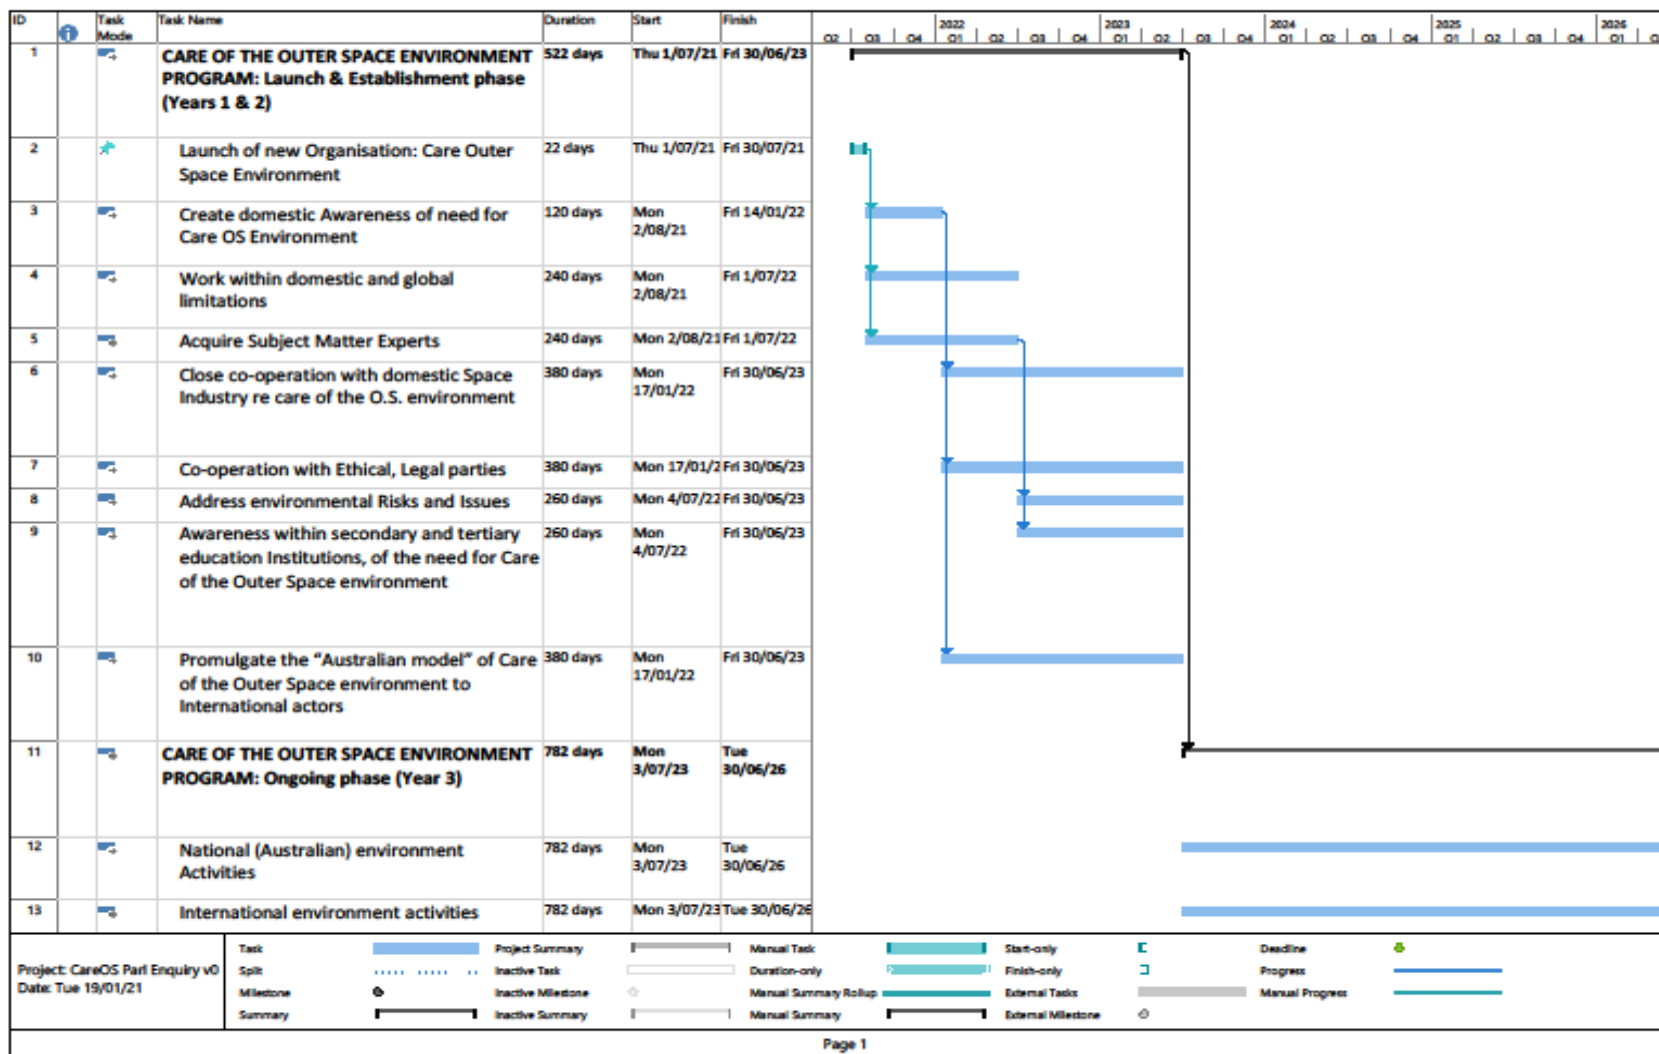 ID Task Mode Task Name Duration Start Finish
2022 2023 2024 2025 2026
Q2 Q3 Q4 Q1 Q2 Q3 Q4 Q1 Q2 Q3 Q4 Q1 Q2 Q3 Q4 Q1 Q2 Q3 Q4 Q1
1 CARE OF THE OUTER SPACE ENVIRONMENT 522 days Thu 1/07/21 Fri 30/06/23
PROGRAM: Launch & Establishment phase
(Years 1 & 2)
2 Launch of new Organisation: Care Outer 22 days Thu 1/07/21 Fri 30/07/21
Space Environment
3 Create domestic Awareness of need for 120 days Mon Fri 14/01/22
Care OS Environment 2/08/21
4 Work within domestic and global 240 days Mon Fri 1/07/22
limitations 2/08/21
5 Acquire Subject Matter Experts 240 days Mon 2/08/21 Fri 1/07/22
6 Close co-operation with domestic Space 380 days Mon Fri 30/06/23
Industry re care of the O.S. environment 17/01/22
7 Co-operation with Ethical, Legal parties 380 days Mon 17/01/2 Fri 30/06/23
8 Address environmental Risks and Issues 260 days Mon 4/07/22 Fri 30/06/23
9 Awareness within secondary and tertiary 260 days Mon Fri 30/06/23
education Institutions, of the need for Care 4/07/22
of the Outer Space environment
10 Promulgate the “Australian model” of Care 380 days Mon Fri 30/06/23
of the Outer Space environment to 17/01/22
International actors
11 CARE OF THE OUTER SPACE ENVIRONMENT 782 days Mon Tue
PROGRAM: Ongoing phase (Year 3) 3/07/23 30/06/26
12 National (Australian) environment 782 days Mon Tue
Activities 3/07/23 30/06/26
13 International environment activities 782 days Mon 3/07/23 Tue 30/06/26
Project: CareOS Parl Enquiry v0
Date: Tue 19/01/21
Task Project Summary Manual Task Start-only Deadline
Split Inactive Task Duration-only Finish-only Progress
Milestone Inactive Milestone Manual Summary Rollup External Tasks Manual Progress
Summary Inactive Summary Manual Summary External Milestone
Page 1